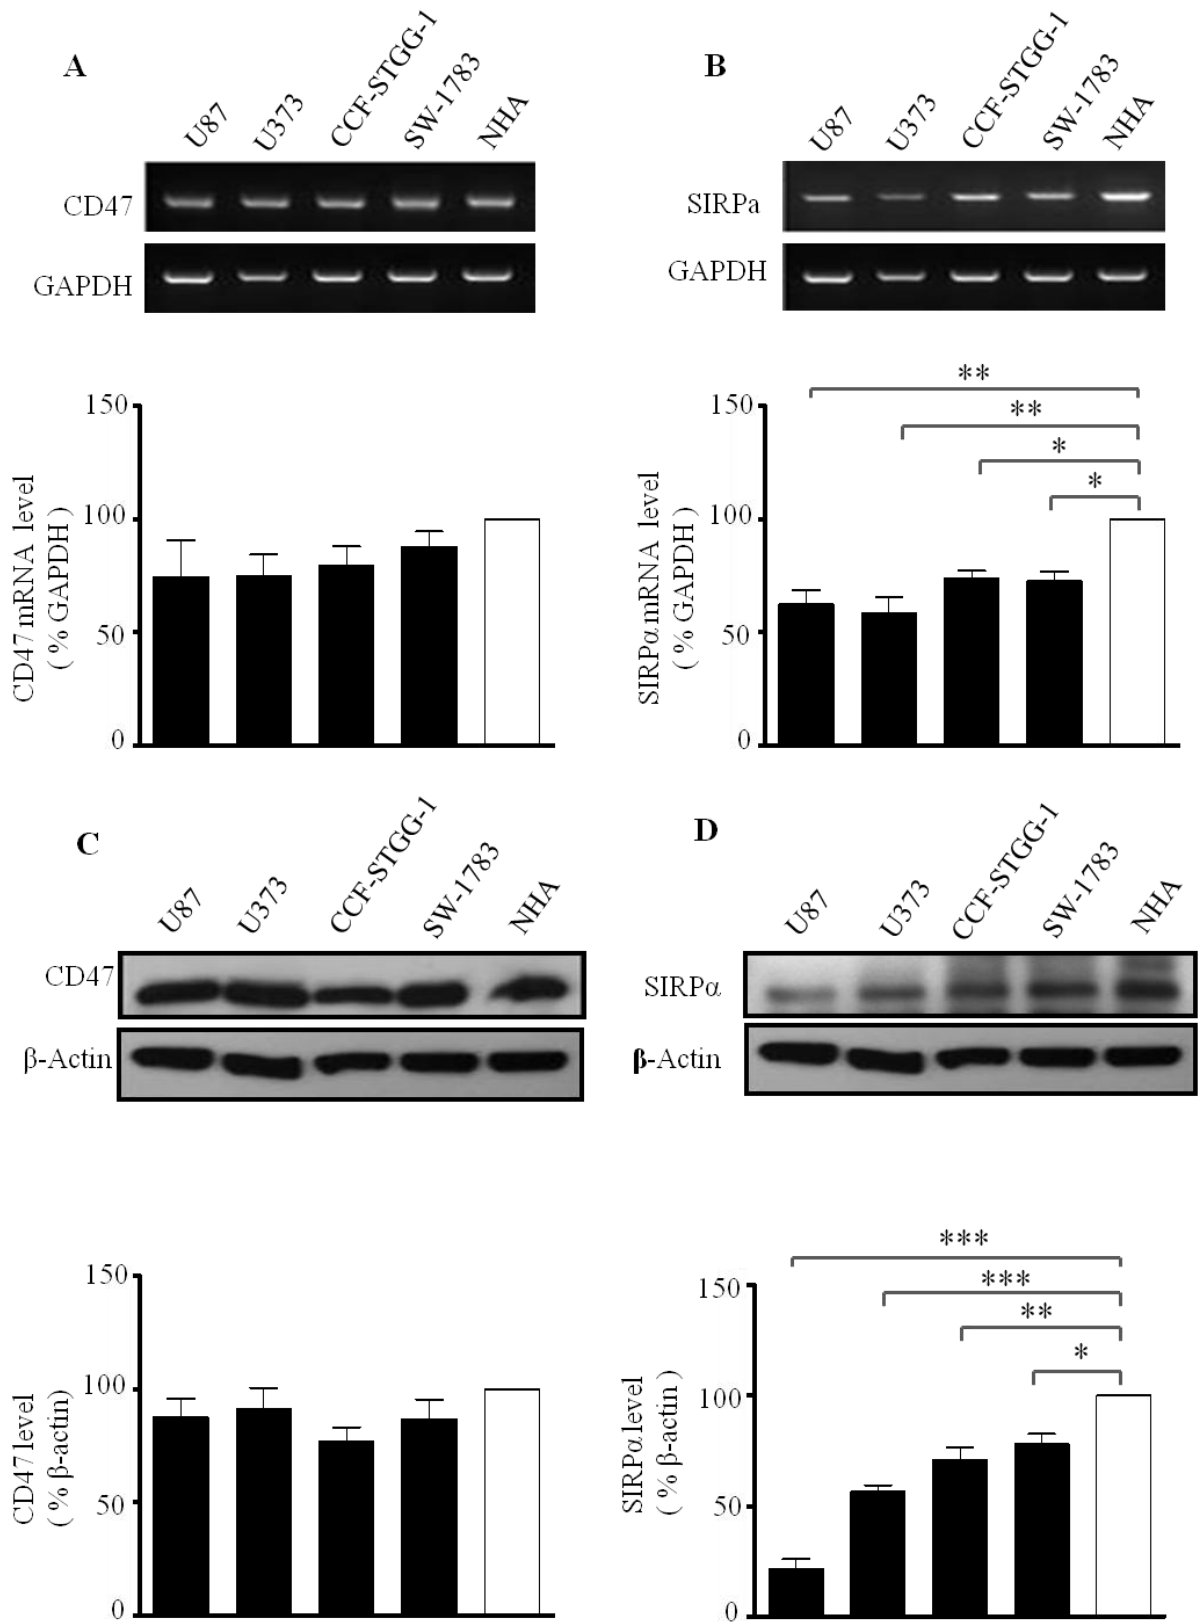 A
U87
U373
CCF-STGG-1
SW-1783
NHA
CD47
GAPDH
150
100
50
0
CD47 mRNA level
( % GAPDH )
B
U87
U373
CCF-STGG-1
SW-1783
NHA
SIRPa
GAPDH
**
**
*
*
150
100
50
0
SIRPα mRNA level
( % GAPDH )
C
U87
U373
CCF-STGG-1
SW-1783
NHA
CD47
β-Actin
150
100
50
0
CD47 level
( % β-actin)
D
U87
U373
CCF-STGG-1
SW-1783
NHA
SIRPα
β-Actin
***
***
**
*
150
100
50
0
SIRPα level
( % β-actin )